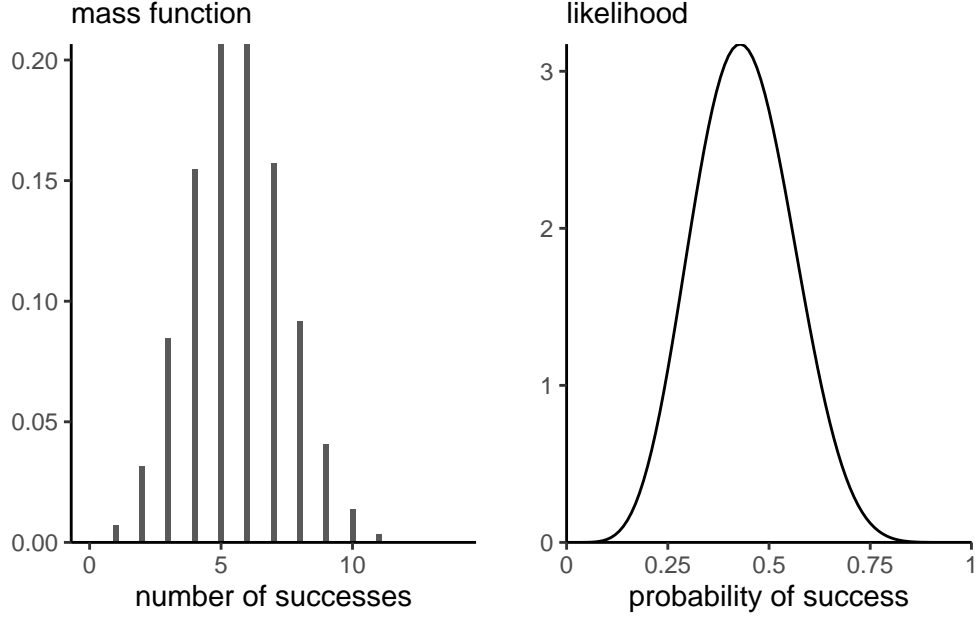 mass function
0.20
0.15
0.10
0.05
0.00
0 5 10
number of successes
likelihood
3
2
1
0
0 0.25 0.5 0.75 1
probability of success